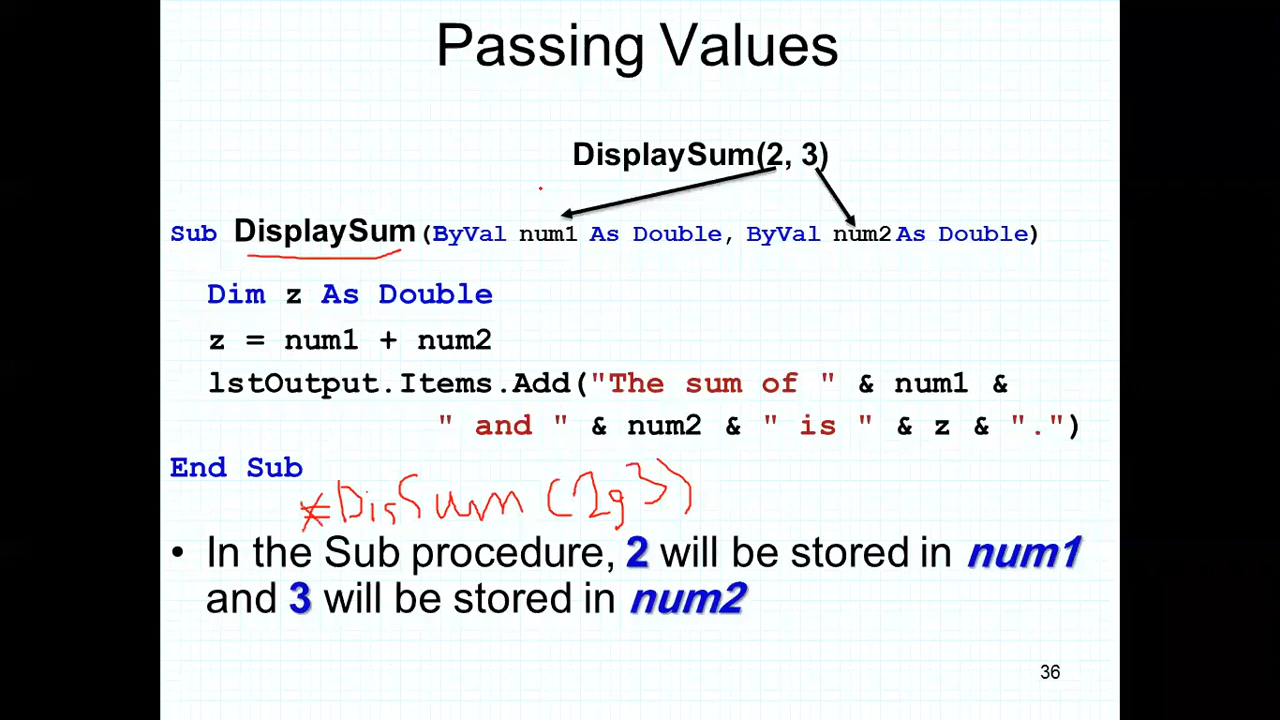 Passing Values
DisplaySum(2, 3)
Sub DisplaySum(ByVal num1 As Double, ByVal num2 As Double)
Dim z As Double
z = num1 + num2
lstOutput.Items.Add("The sum of " & num1 &
" and " & num2 & " is " & z & ".")
End Sub
*DisSum (2,3)
• In the Sub procedure, 2 will be stored in num1
and 3 will be stored in num2
36